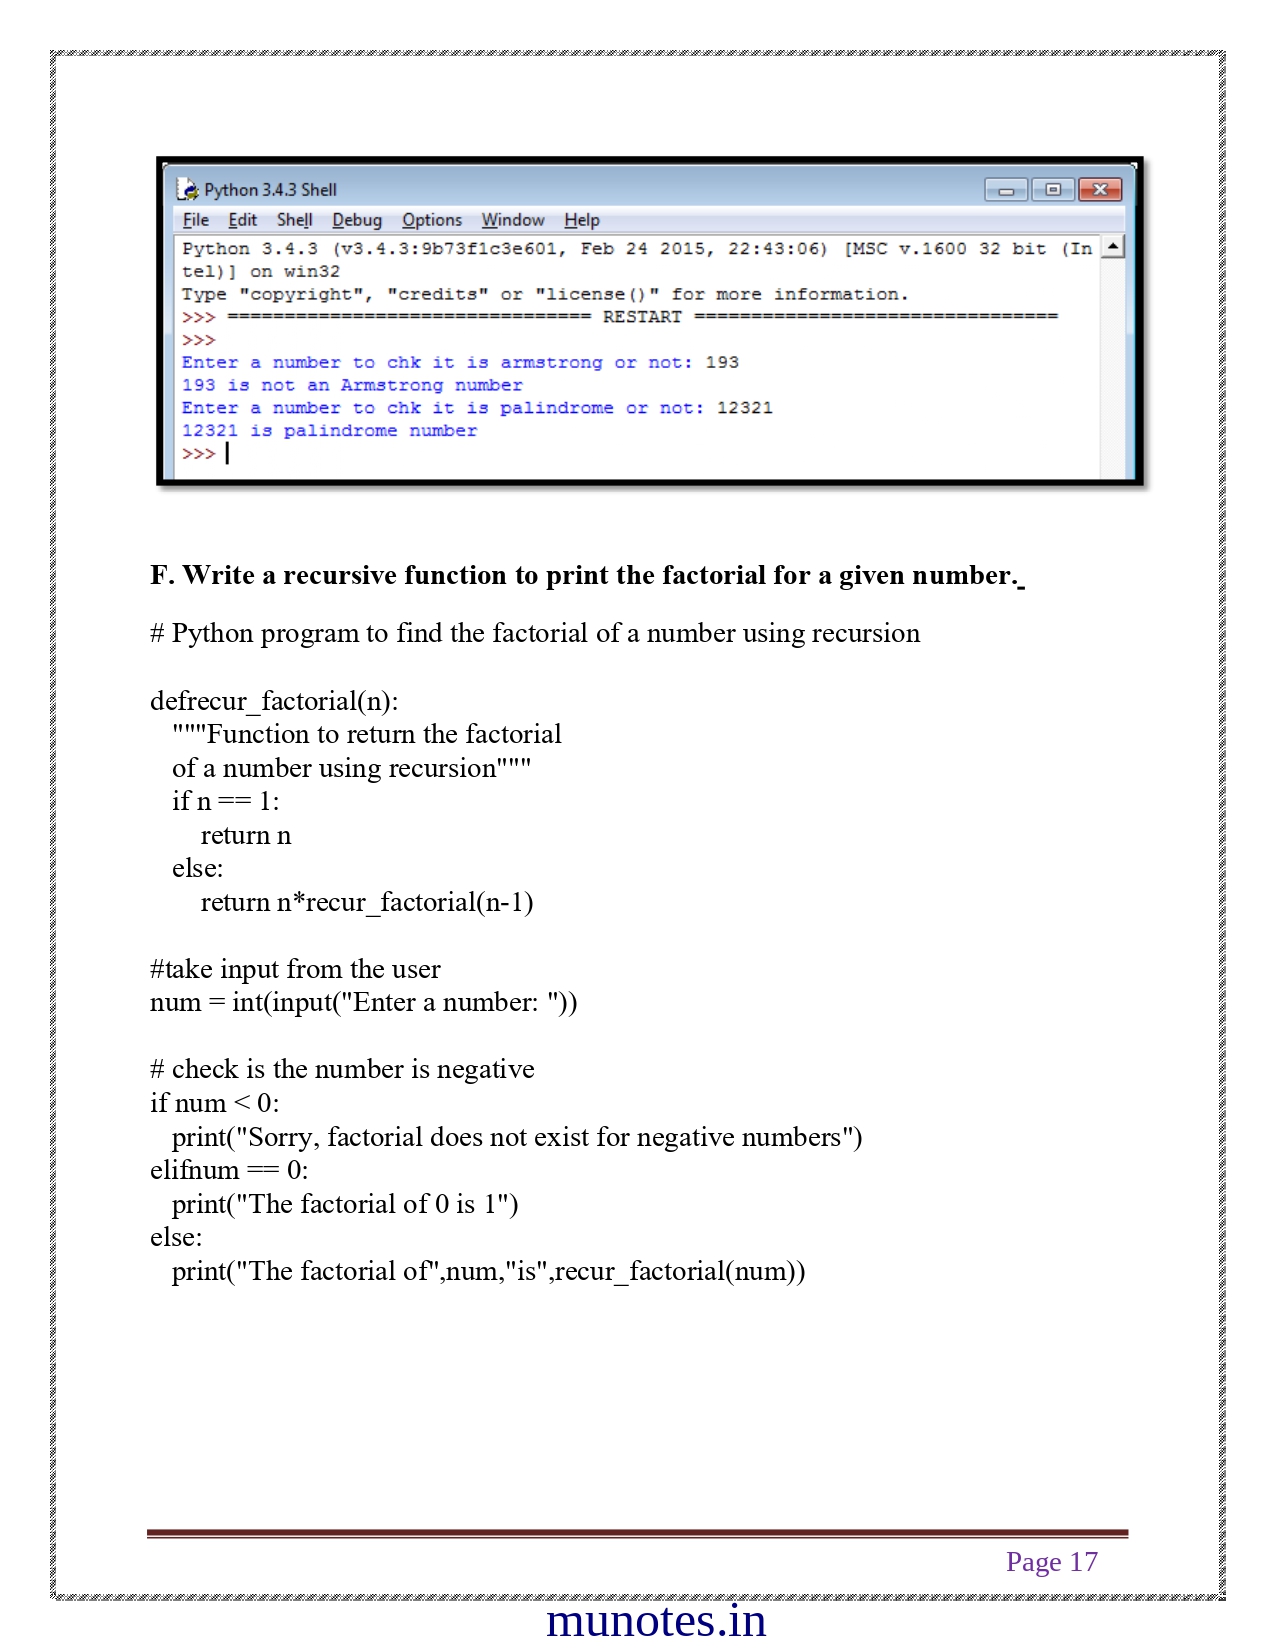 Python 3.4.3 Shell
File Edit Shell Debug Options Window Help
Python 3.4.3 (v3.4.3:9b73f1c3e601, Feb 24 2015, 22:43:06) [MSC v.1600 32 bit (In
tel)] on win32
Type "copyright", "credits" or "license()" for more information.
>>> ================================ RESTART ================================
>>>
Enter a number to chk it is armstrong or not: 193
193 is not an Armstrong number
Enter a number to chk it is palindrome or not: 12321
12321 is palindrome number
>>>
F. Write a recursive function to print the factorial for a given number.
# Python program to find the factorial of a number using recursion
defrecur_factorial(n):
"""Function to return the factorial
of a number using recursion"""
if n == 1:
return n
else:
return n*recur_factorial(n-1)
#take input from the user
num = int(input("Enter a number: "))
# check is the number is negative
if num < 0:
print("Sorry, factorial does not exist for negative numbers")
elifnum == 0:
print("The factorial of 0 is 1")
else:
print("The factorial of",num,"is",recur_factorial(num))
Page 17
munotes.in